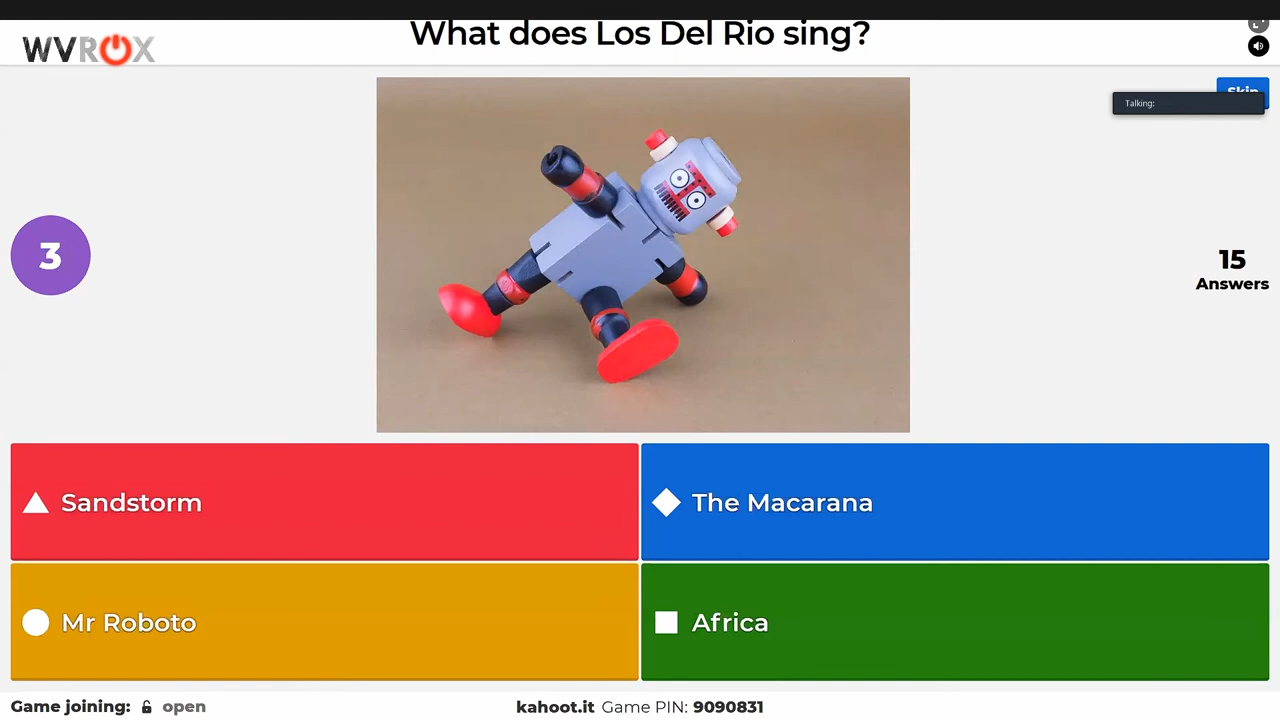 What does Los Del Rio sing?
WVROX
Talking:
3
15
Answers
Sandstorm
The Macarana
Mr Roboto
Africa
Game joining: open
kahoot.it Game PIN: 9090831